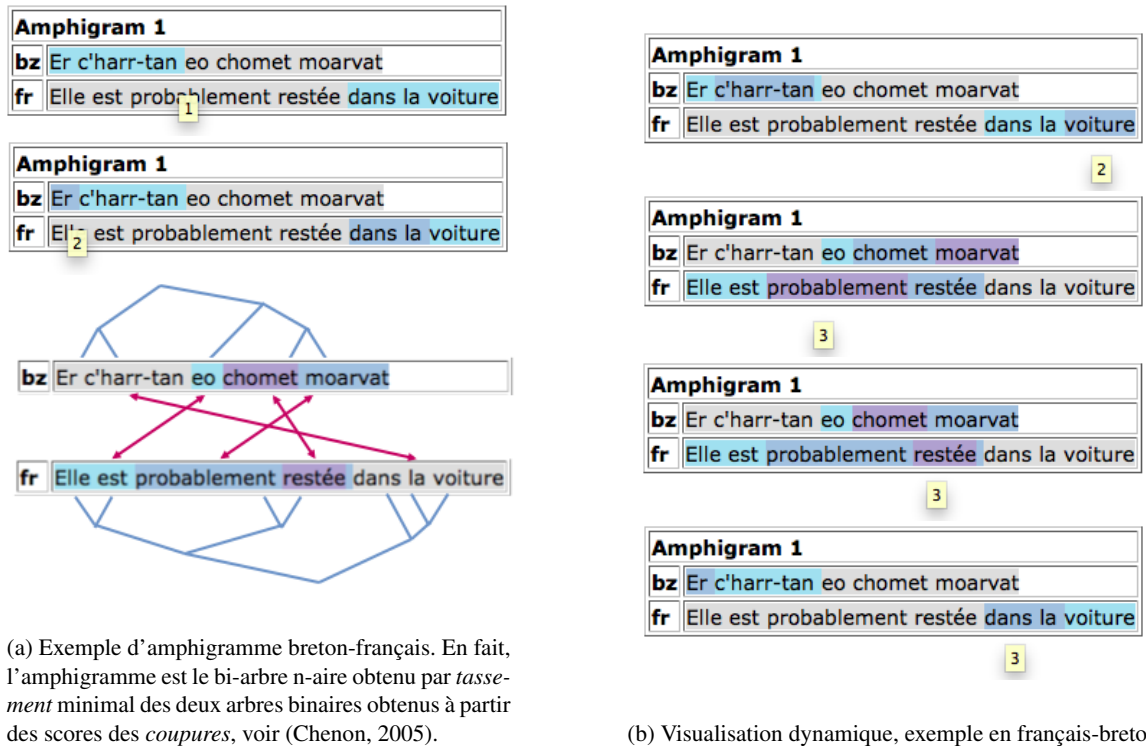 Amphigram 1
bz Er c'harr-tan eo chomet moarvat
fr Elle est probablement restée dans la voiture
1
Amphigram 1
bz Er c'harr-tan eo chomet moarvat
fr Elle est probablement restée dans la voiture
2
bz Er c'harr-tan eo chomet moarvat
fr Elle est probablement restée dans la voiture
(a) Exemple d'amphigramme breton-français. En fait,
l'amphigramme est le bi-arbre n-aire obtenu par tasse-
ment minimal des deux arbres binaires obtenus à partir
des scores des coupures, voir (Chenon, 2005).
Amphigram 1
bz Er c'harr-tan eo chomet moarvat
fr Elle est probablement restée dans la voiture
2
Amphigram 1
bz Er c'harr-tan eo chomet moarvat
fr Elle est probablement restée dans la voiture
3
Amphigram 1
bz Er c'harr-tan eo chomet moarvat
fr Elle est probablement restée dans la voiture
3
Amphigram 1
bz Er c'harr-tan eo chomet moarvat
fr Elle est probablement restée dans la voiture
3
(b) Visualisation dynamique, exemple en français-breto